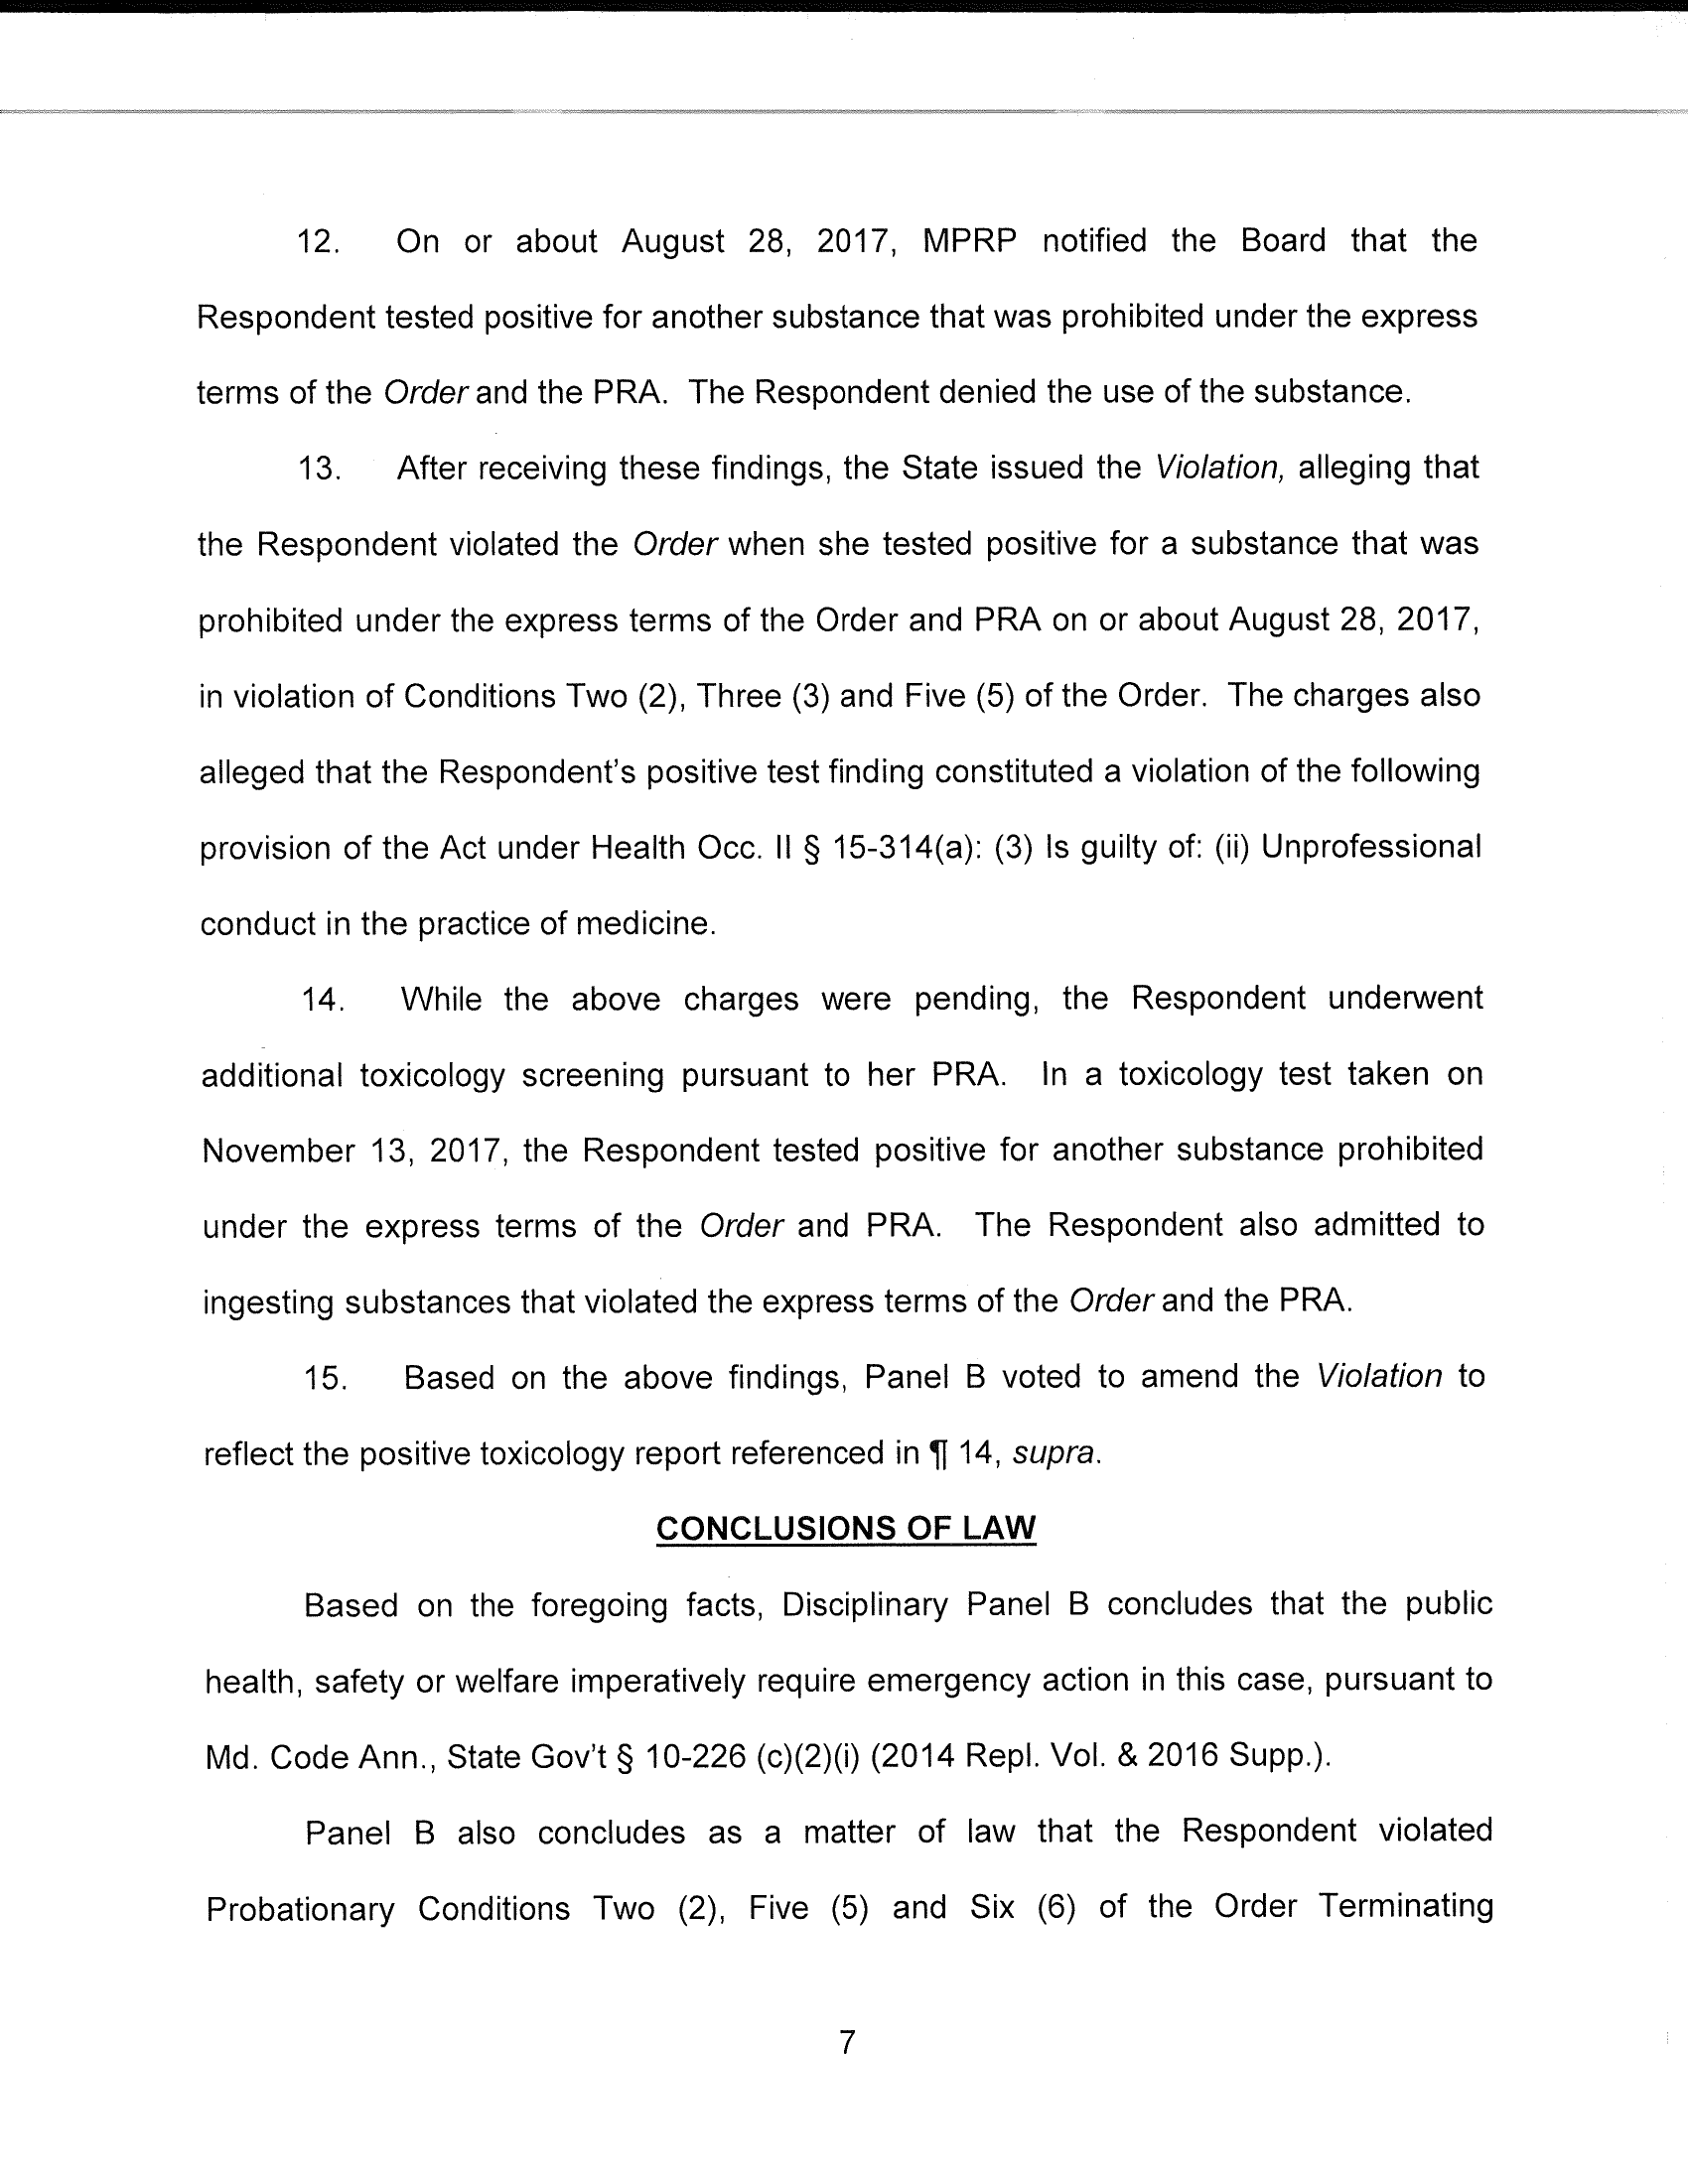 12. On or about August 28, 2017, MPRP notified the Board that the
Respondent tested positive for another substance that was prohibited under the express
terms of the Order and the PRA. The Respondent denied the use of the substance.
13. After receiving these findings, the State issued the Violation, alleging that
the Respondent violated the Order when she tested positive for a substance that was
prohibited under the express terms of the Order and PRA on or about August 28, 2017,
in violation of Conditions Two (2), Three (3) and Five (5) of the Order. The charges also
alleged that the Respondent's positive test finding constituted a violation of the following
provision of the Act under Health Occ. II § 15-314(a): (3) Is guilty of: (ii) Unprofessional
conduct in the practice of medicine.
14. While the above charges were pending, the Respondent underwent
additional toxicology screening pursuant to her PRA. In a toxicology test taken on
November 13, 2017, the Respondent tested positive for another substance prohibited
under the express terms of the Order and PRA. The Respondent also admitted to
ingesting substances that violated the express terms of the Order and the PRA.
15. Based on the above findings, Panel B voted to amend the Violation to
reflect the positive toxicology report referenced in ¶ 14, supra.
CONCLUSIONS OF LAW
Based on the foregoing facts, Disciplinary Panel B concludes that the public
health, safety or welfare imperatively require emergency action in this case, pursuant to
Md. Code Ann., State Gov't § 10-226 (c)(2)(i) (2014 Repl. Vol. & 2016 Supp.).
Panel B also concludes as a matter of law that the Respondent violated
Probationary Conditions Two (2), Five (5) and Six (6) of the Order Terminating
7